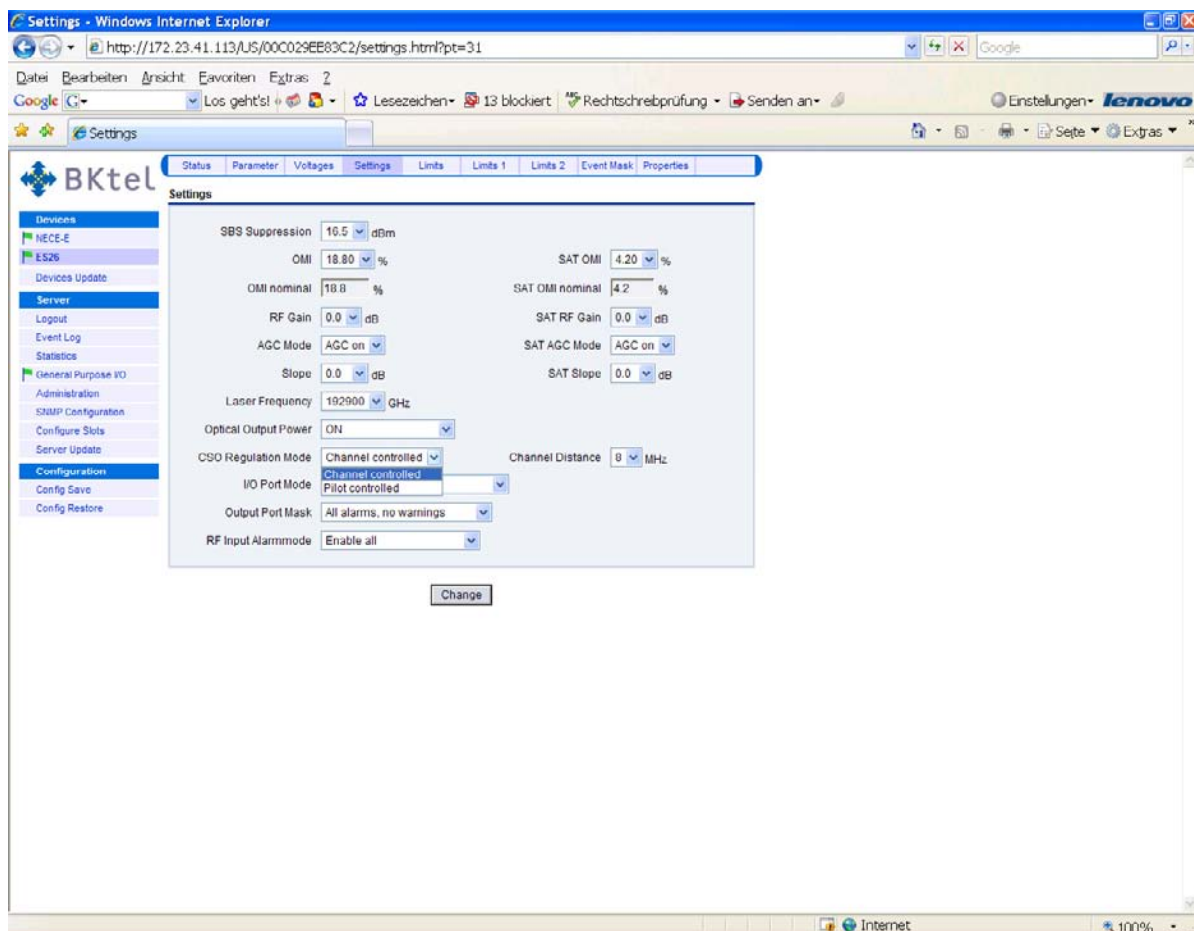 Settings - Windows Internet Explorer
http://172.23.41.113/US/00C029EE83C2/settings.html?pt=31
Google
Datei Bearbeiten Ansicht Favoriten Extras ?
Google G Los geht's! Lesezeichen 13 blockiert ABC Rechtschreibprüfung Senden an Einstellungen lenovo
Settings Seite Extras »
BKtel
Status Parameter Voltages Settings Limits Limits 1 Limits 2 Event Mask Properties
Settings
Devices
NECE-E
ES26
Devices Update
Server
Logout
Event Log
Statistics
General Purpose I/O
Administration
SNMP Configuration
Configure Slots
Server Update
Configuration
Config Save
Config Restore
SBS Suppression 16.5 dBm
OMI 18.80 % SAT OMI 4.20 %
OMI nominal 18.8 % SAT OMI nominal 4.2 %
RF Gain 0.0 dB SAT RF Gain 0.0 dB
AGC Mode AGC on SAT AGC Mode AGC on
Slope 0.0 dB SAT Slope 0.0 dB
Laser Frequency 192900 GHz
Optical Output Power ON
CSO Regulation Mode Channel controlled Channel Distance 8 MHz
Channel controlled
I/O Port Mode Pilot controlled
Output Port Mask All alarms, no warnings
RF Input Alarmmode Enable all
Change
Internet 100%